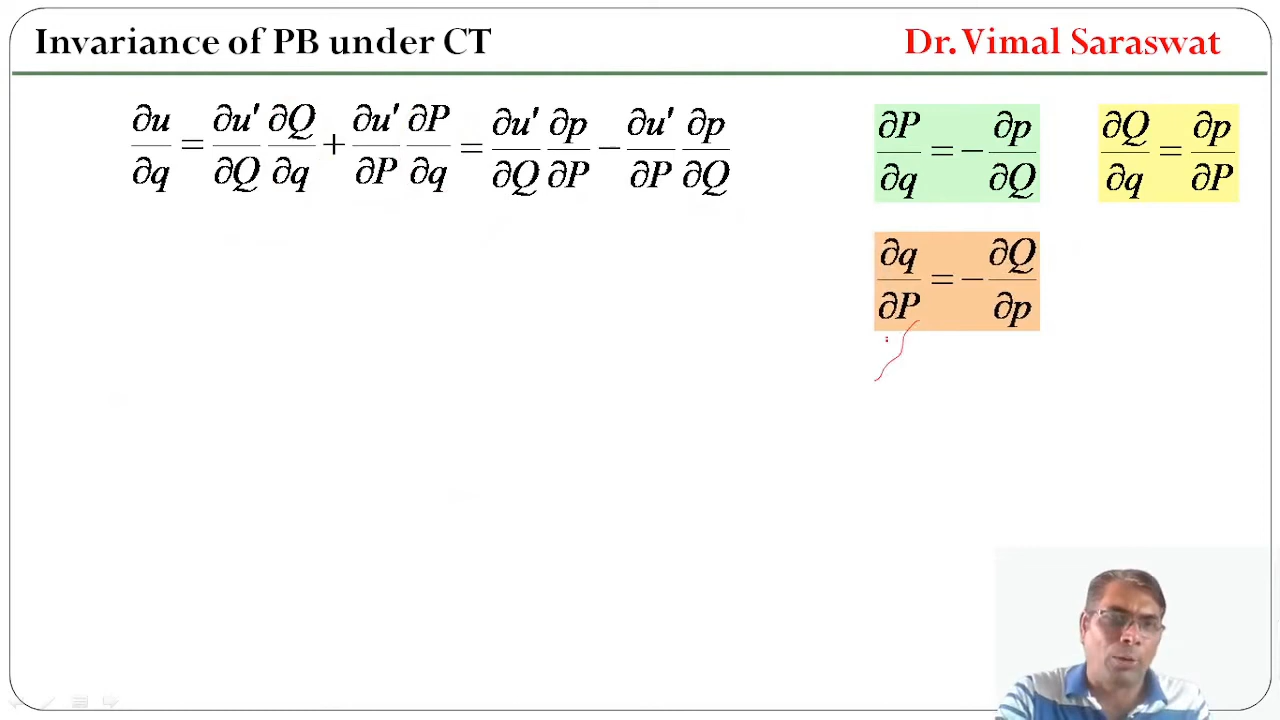 Invariance of PB under CT
Dr. Vimal Saraswat
∂u/∂q = ∂u′/∂Q ∂Q/∂q + ∂u′/∂P ∂P/∂q = ∂u′/∂Q ∂p/∂P − ∂u′/∂P ∂p/∂Q
∂P/∂q = − ∂p/∂Q
∂Q/∂q = ∂p/∂P
∂q/∂P = − ∂Q/∂p